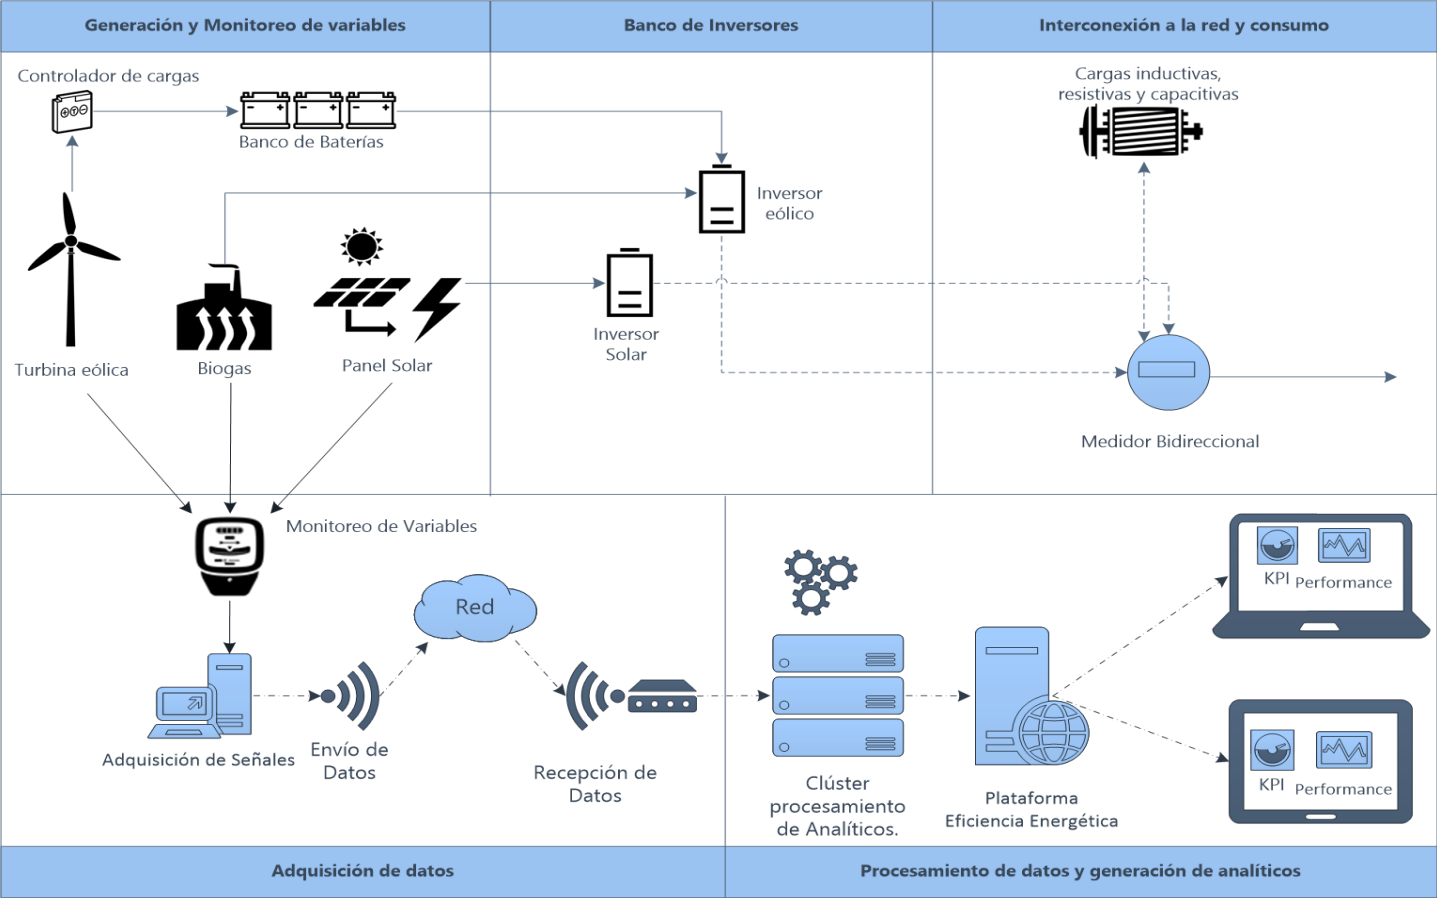 Generación y Monitoreo de variables
Banco de Inversores
Interconexión a la red y consumo
Controlador de cargas
Banco de Baterías
Cargas inductivas,
resistivas y capacitivas
Inversor
eólico
Inversor
Solar
Turbina eólica
Biogas
Panel Solar
Medidor Bidireccional
Monitoreo de Variables
Red
KPI
Performance
Adquisición de Señales
Envío de
Datos
Recepción de
Datos
Clúster
procesamiento
de Analíticos.
Plataforma
Eficiencia Energética
KPI
Performance
Adquisición de datos
Procesamiento de datos y generación de analíticos